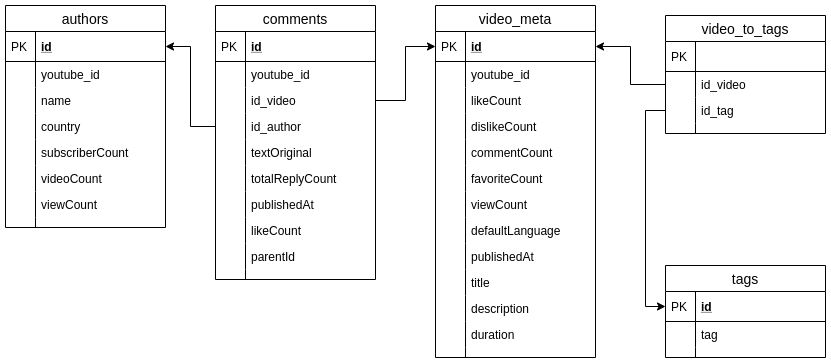 authors
PK id
youtube_id
name
country
subscriberCount
videoCount
viewCount
comments
PK id
youtube_id
id_video
id_author
textOriginal
totalReplyCount
publishedAt
likeCount
parentId
video_meta
PK id
youtube_id
likeCount
dislikeCount
commentCount
favoriteCount
viewCount
defaultLanguage
publishedAt
title
description
duration
video_to_tags
PK
id_video
id_tag
tags
PK id
tag